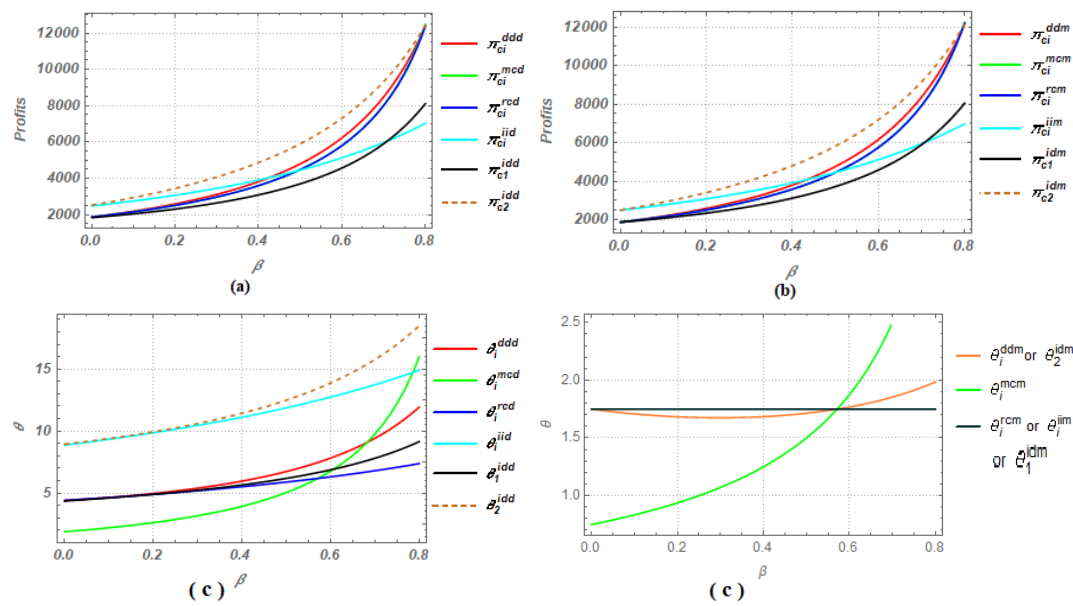 Profits
12000
10000
8000
6000
4000
2000
0.0 0.2 0.4 0.6 0.8
β
(a)
π_ci^ddd
π_ci^mcd
π_ci^rcd
π_ci^iid
π_c1^idd
π_c2^idd
Profits
12000
10000
8000
6000
4000
2000
0.0 0.2 0.4 0.6 0.8
β
(b)
π_ci^ddm
π_ci^mcm
π_ci^rcm
π_ci^iim
π_c1^idm
π_c2^idm
θ
15
10
5
0.0 0.2 0.4 0.6 0.8
β
( c )
θ_i^ddd
θ_i^mcd
θ_i^rcd
θ_i^iid
θ_1^idd
θ_2^idd
θ
2.5
2.0
1.5
1.0
0.0 0.2 0.4 0.6 0.8
β
( c )
θ_i^ddm or θ_2^idm
θ_i^mcm
θ_i^rcm or θ_i^iim
or θ_1^idm